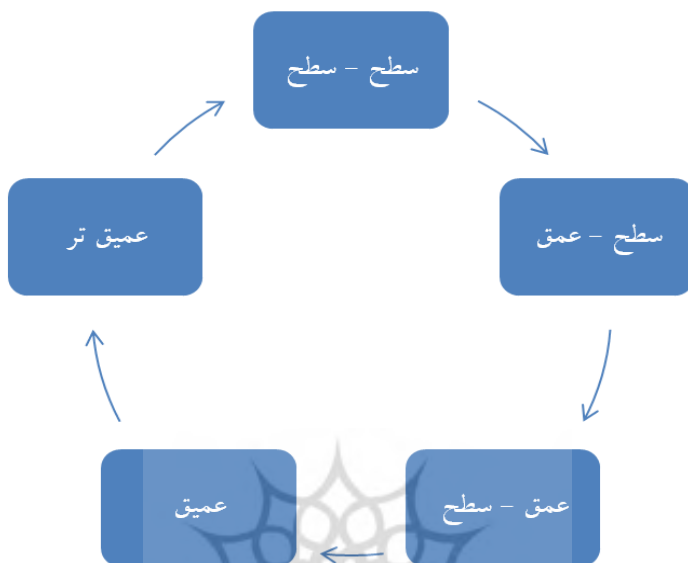 سطح – سطح
سطح – عمق
عمق – سطح
عمیق
عمیق تر